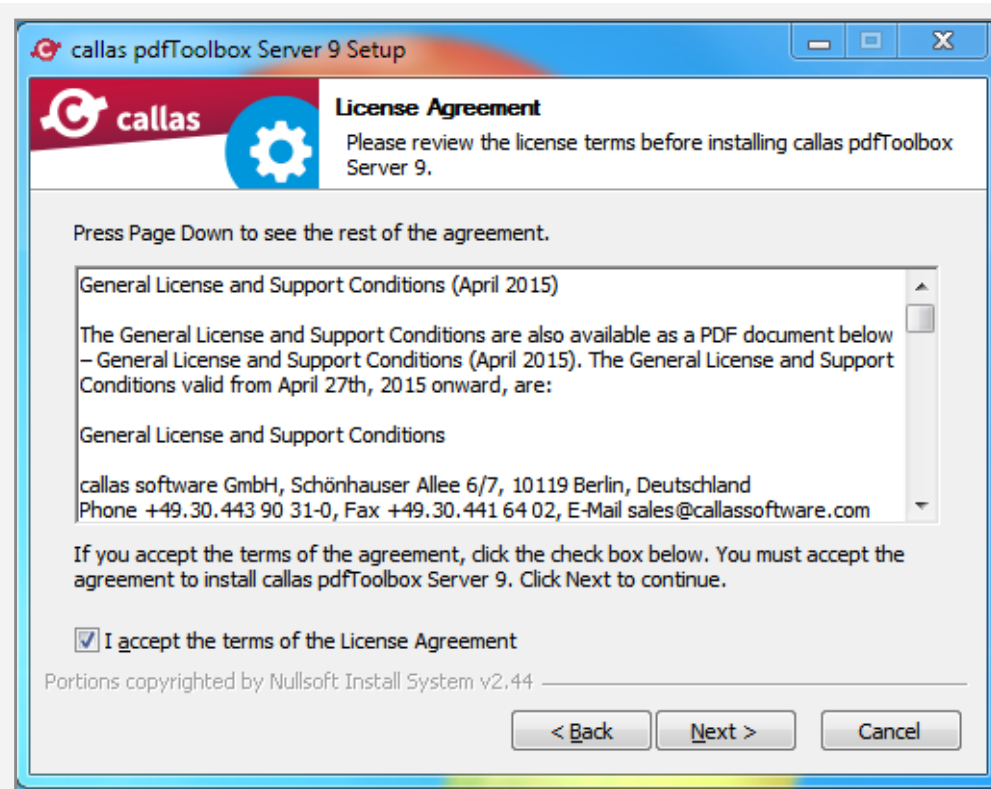 callas pdfToolbox Server 9 Setup
callas
License Agreement
Please review the license terms before installing callas pdfToolbox
Server 9.
Press Page Down to see the rest of the agreement.
General License and Support Conditions (April 2015)
The General License and Support Conditions are also available as a PDF document below
– General License and Support Conditions (April 2015). The General License and Support
Conditions valid from April 27th, 2015 onward, are:
General License and Support Conditions
callas software GmbH, Schönhauser Allee 6/7, 10119 Berlin, Deutschland
Phone +49.30.443 90 31-0, Fax +49.30.441 64 02, E-Mail sales@callassoftware.com
If you accept the terms of the agreement, click the check box below. You must accept the
agreement to install callas pdfToolbox Server 9. Click Next to continue.
I accept the terms of the License Agreement
Portions copyrighted by Nullsoft Install System v2.44
< Back Next > Cancel